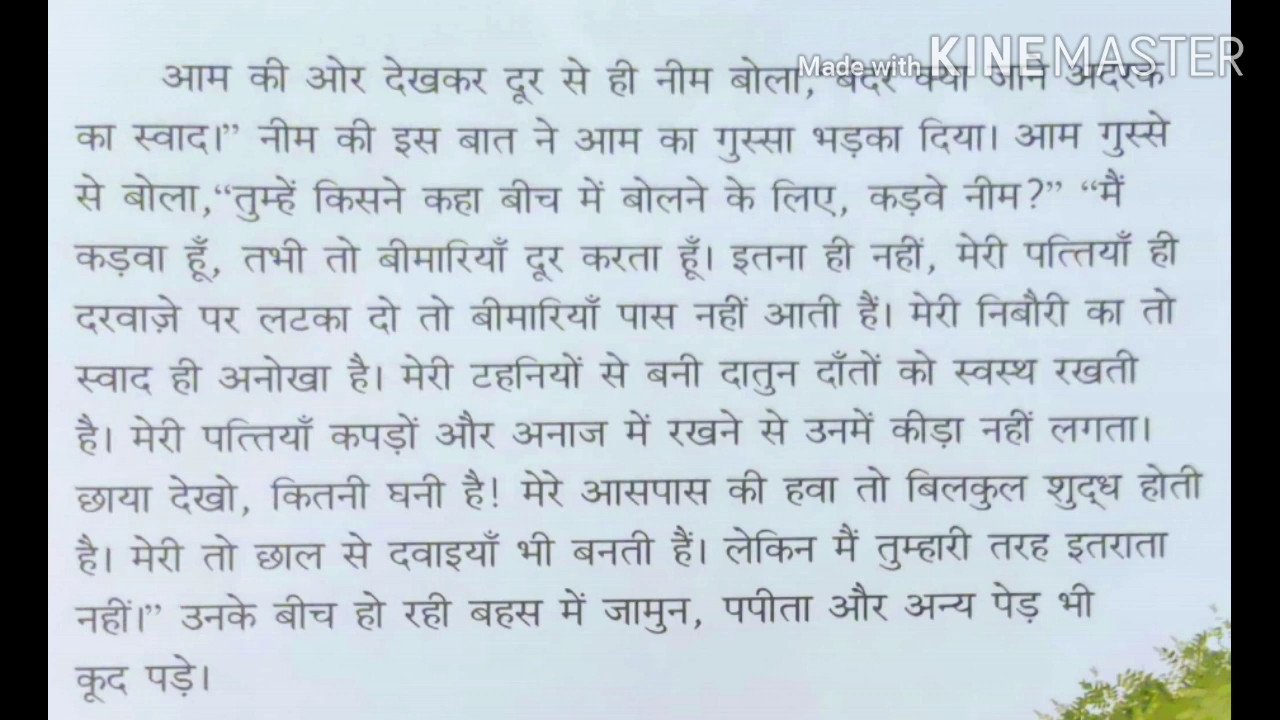 Made with KINEMASTER
आम की ओर देखकर दूर से ही नीम बोला, बंदर क्या जाने अदरक
का स्वाद।” नीम की इस बात ने आम का गुस्सा भड़का दिया। आम गुस्से
से बोला,“तुम्हें किसने कहा बीच में बोलने के लिए, कड़वे नीम?” “मैं
कड़वा हूँ, तभी तो बीमारियाँ दूर करता हूँ। इतना ही नहीं, मेरी पत्तियाँ ही
दरवाज़े पर लटका दो तो बीमारियाँ पास नहीं आती हैं। मेरी निबौरी का तो
स्वाद ही अनोखा है। मेरी टहनियों से बनी दातुन दाँतों को स्वस्थ रखती
है। मेरी पत्तियाँ कपड़ों और अनाज में रखने से उनमें कीड़ा नहीं लगता।
छाया देखो, कितनी घनी है! मेरे आसपास की हवा तो बिलकुल शुद्ध होती
है। मेरी तो छाल से दवाइयाँ भी बनती हैं। लेकिन मैं तुम्हारी तरह इतराता
नहीं।” उनके बीच हो रही बहस में जामुन, पपीता और अन्य पेड़ भी
कूद पड़े।